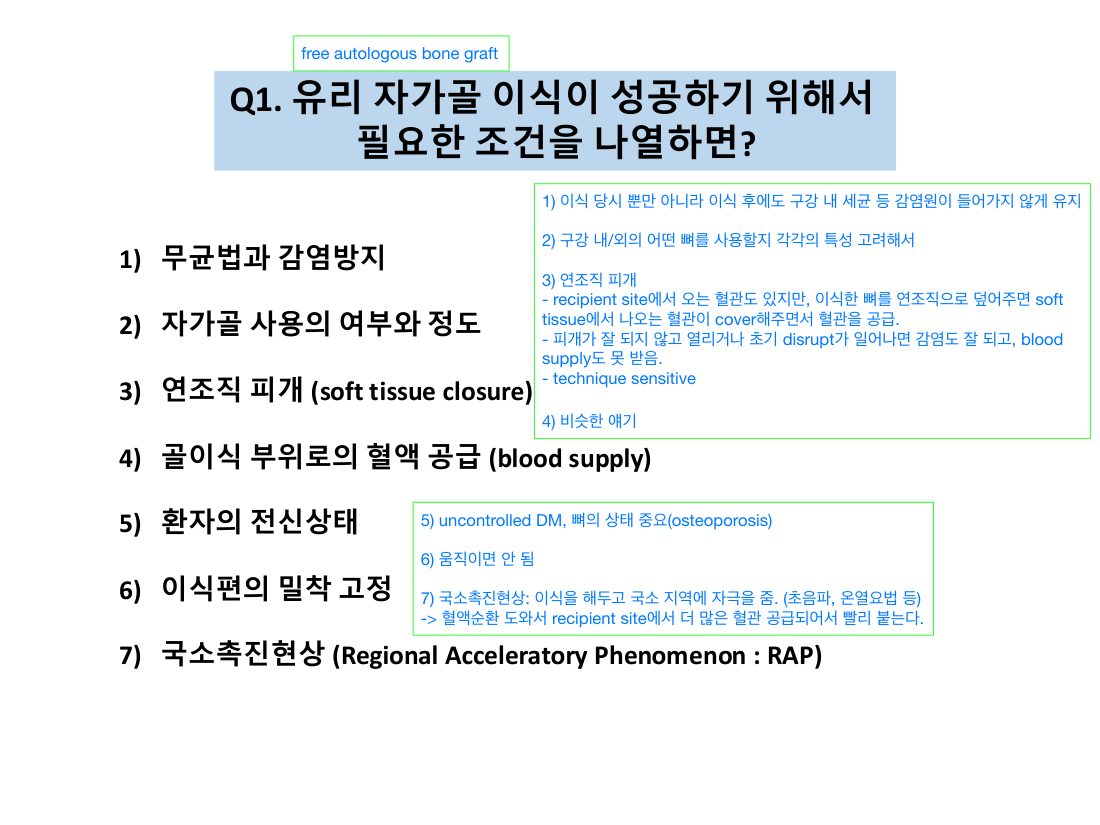 free autologous bone graft
Q1. 유리 자가골 이식이 성공하기 위해서
필요한 조건을 나열하면?
1) 무균법과 감염방지
2) 자가골 사용의 여부와 정도
3) 연조직 피개 (soft tissue closure)
4) 골이식 부위로의 혈액 공급 (blood supply)
5) 환자의 전신상태
6) 이식편의 밀착 고정
7) 국소촉진현상 (Regional Acceleratory Phenomenon : RAP)
1) 이식 당시 뿐만 아니라 이식 후에도 구강 내 세균 등 감염원이 들어가지 않게 유지
2) 구강 내/외의 어떤 뼈를 사용할지 각각의 특성 고려해서
3) 연조직 피개
- recipient site에서 오는 혈관도 있지만, 이식한 뼈를 연조직으로 덮어주면 soft
tissue에서 나오는 혈관이 cover해주면서 혈관을 공급.
- 피개가 잘 되지 않고 열리거나 초기 disrupt가 일어나면 감염도 잘 되고, blood
supply도 못 받음.
- technique sensitive
4) 비슷한 얘기
5) uncontrolled DM, 뼈의 상태 중요(osteoporosis)
6) 움직이면 안 됨
7) 국소촉진현상: 이식을 해두고 국소 지역에 자극을 줌. (초음파, 온열요법 등)
-> 혈액순환 도와서 recipient site에서 더 많은 혈관 공급되어서 빨리 붙는다.